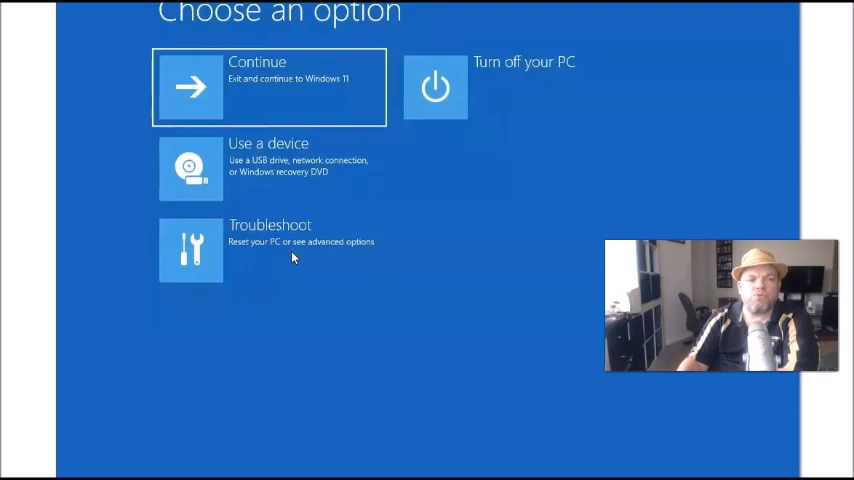 Choose an option
Continue
Exit and continue to Windows 11
Turn off your PC
Use a device
Use a USB drive, network connection,
or Windows recovery DVD
Troubleshoot
Reset your PC or see advanced options